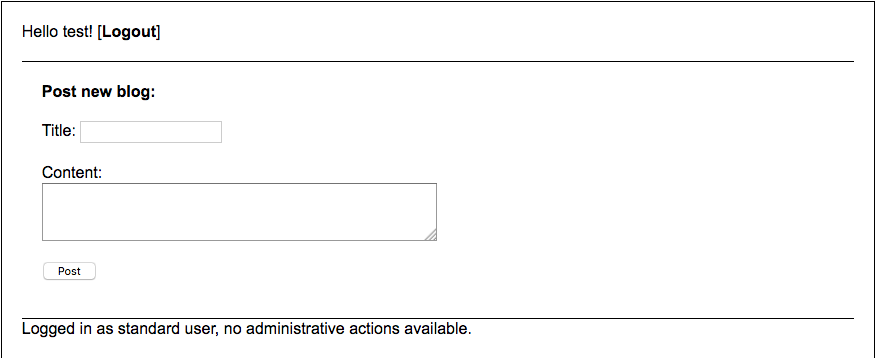 Hello test! [Logout]
Post new blog:
Title:
Content:
Post
Logged in as standard user, no administrative actions available.